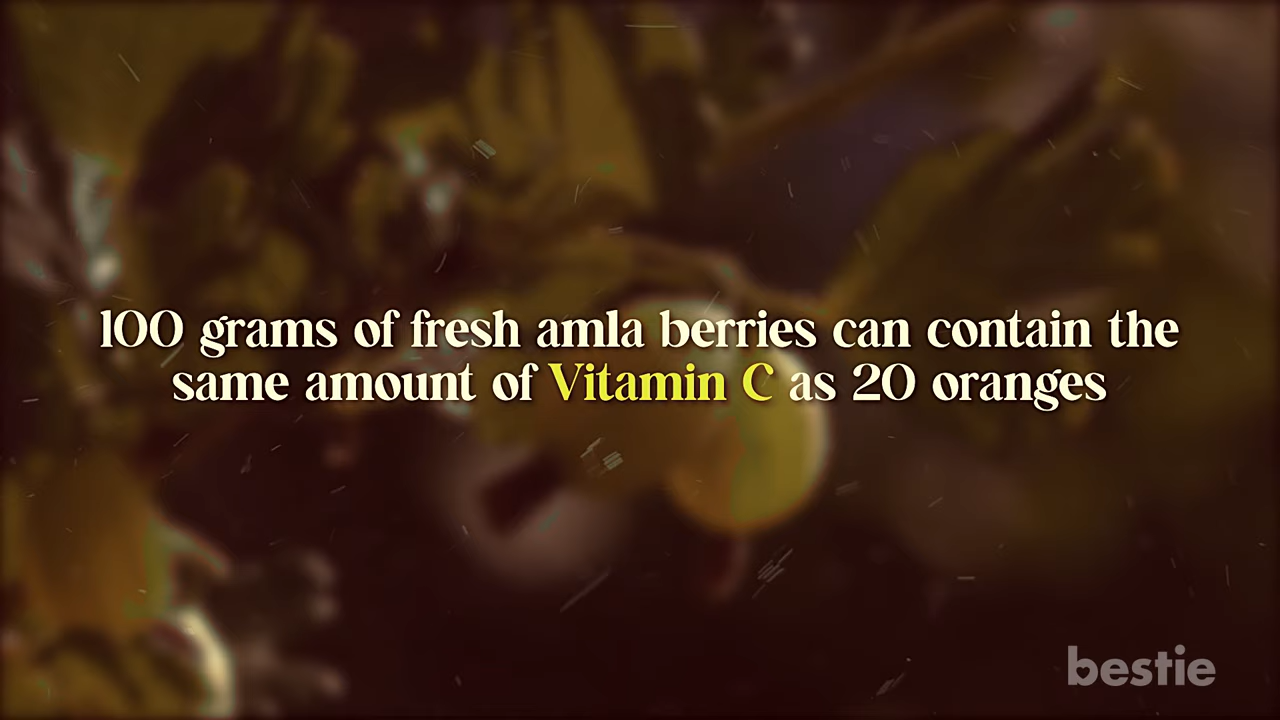 100 grams of fresh amla berries can contain the
same amount of Vitamin C as 20 oranges
bestie